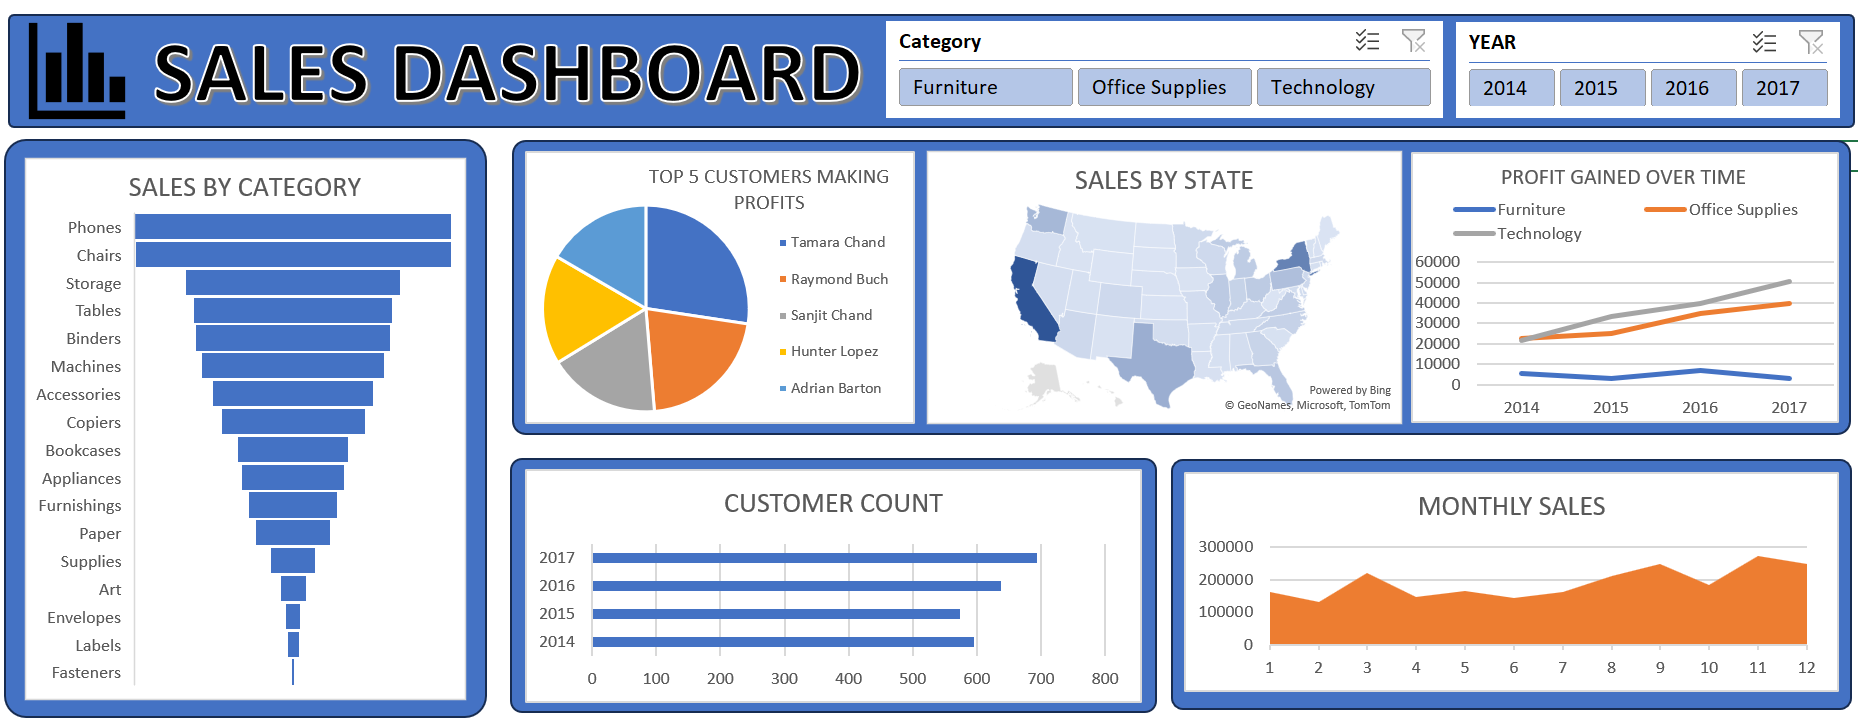 SALES DASHBOARD
Category
Furniture
Office Supplies
Technology
YEAR
2014
2015
2016
2017
SALES BY CATEGORY
Phones
Chairs
Storage
Tables
Binders
Machines
Accessories
Copiers
Bookcases
Appliances
Furnishings
Paper
Supplies
Art
Envelopes
Labels
Fasteners
TOP 5 CUSTOMERS MAKING
PROFITS
Tamara Chand
Raymond Buch
Sanjit Chand
Hunter Lopez
Adrian Barton
SALES BY STATE
Powered by Bing
© GeoNames, Microsoft, TomTom
PROFIT GAINED OVER TIME
Furniture
Office Supplies
Technology
60000
50000
40000
30000
20000
10000
0
2014 2015 2016 2017
CUSTOMER COUNT
2017
2016
2015
2014
0 100 200 300 400 500 600 700 800
MONTHLY SALES
300000
200000
100000
0
1 2 3 4 5 6 7 8 9 10 11 12